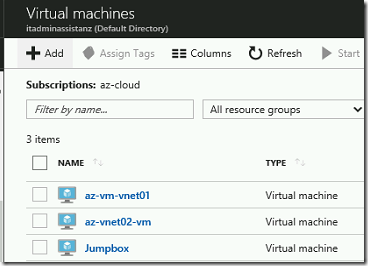 Virtual machines
itadminassistanz (Default Directory)
Add Assign Tags Columns Refresh Start
Subscriptions: az-cloud
Filter by name... All resource groups
3 items
NAME TYPE
az-vm-vnet01 Virtual machine
az-vnet02-vm Virtual machine
Jumpbox Virtual machine